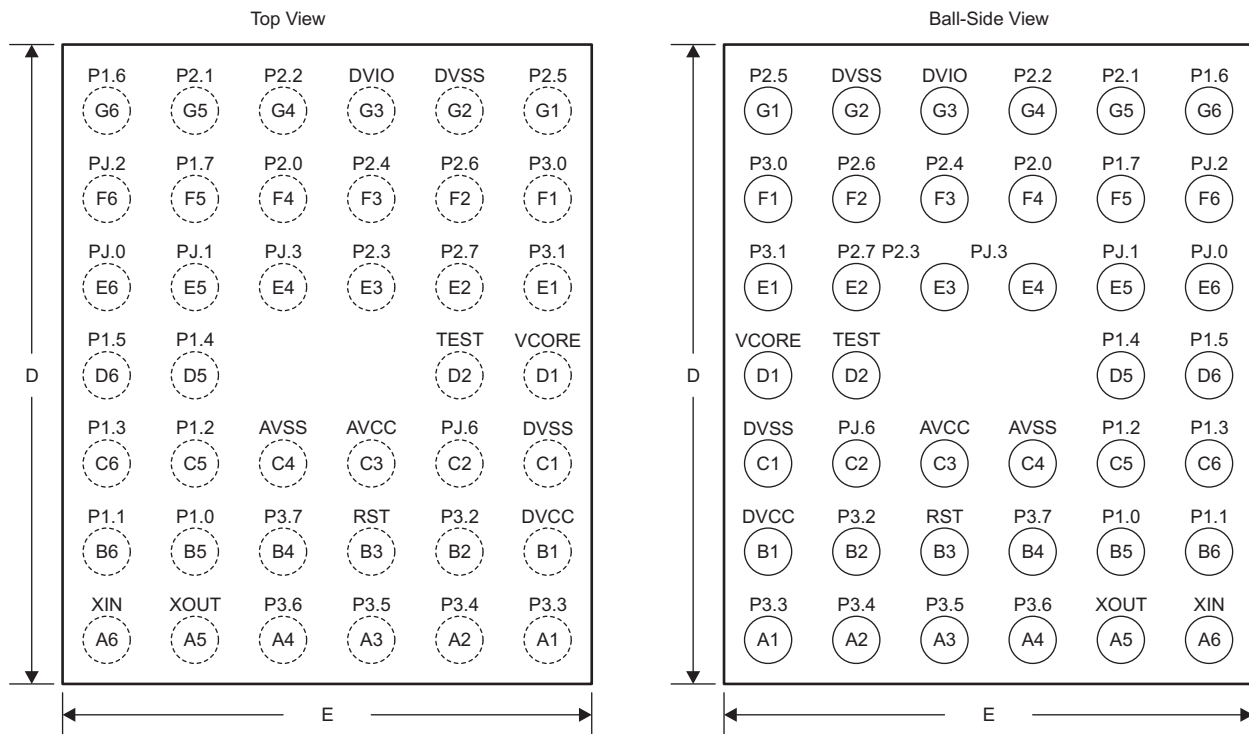 Top View
P1.6 P2.1 P2.2 DVIO DVSS P2.5
G6 G5 G4 G3 G2 G1
PJ.2 P1.7 P2.0 P2.4 P2.6 P3.0
F6 F5 F4 F3 F2 F1
PJ.0 PJ.1 PJ.3 P2.3 P2.7 P3.1
E6 E5 E4 E3 E2 E1
P1.5 P1.4 TEST VCORE
D D6 D5 D2 D1
P1.3 P1.2 AVSS AVCC PJ.6 DVSS
C6 C5 C4 C3 C2 C1
P1.1 P1.0 P3.7 RST P3.2 DVCC
B6 B5 B4 B3 B2 B1
XIN XOUT P3.6 P3.5 P3.4 P3.3
A6 A5 A4 A3 A2 A1
E
Ball-Side View
P2.5 DVSS DVIO P2.2 P2.1 P1.6
G1 G2 G3 G4 G5 G6
P3.0 P2.6 P2.4 P2.0 P1.7 PJ.2
F1 F2 F3 F4 F5 F6
P3.1 P2.7 P2.3 PJ.3 PJ.1 PJ.0
E1 E2 E3 E4 E5 E6
VCORE TEST P1.4 P1.5
D D1 D2 D5 D6
DVSS PJ.6 AVCC AVSS P1.2 P1.3
C1 C2 C3 C4 C5 C6
DVCC P3.2 RST P3.7 P1.0 P1.1
B1 B2 B3 B4 B5 B6
P3.3 P3.4 P3.5 P3.6 XOUT XIN
A1 A2 A3 A4 A5 A6
E